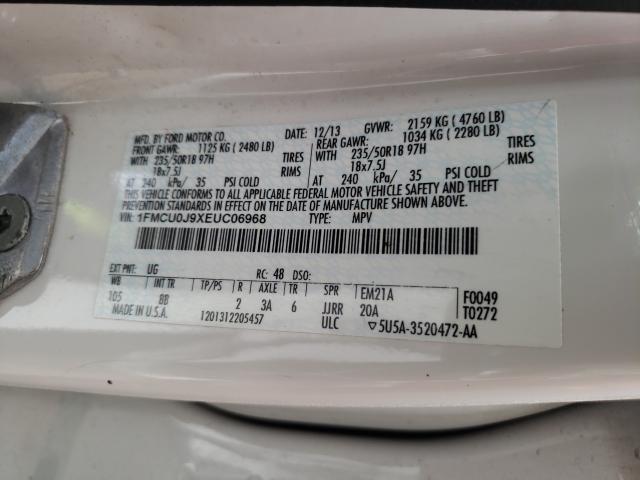 MFD. BY FORD MOTOR CO.
DATE: 12/13 GVWR: 2159 KG ( 4760 LB)
FRONT GAWR: 1125 KG ( 2480 LB) REAR GAWR: 1034 KG ( 2280 LB)
WITH 235/50R18 97H TIRES WITH 235/50R18 97H TIRES
18x7.5J RIMS 18x7.5J RIMS
AT 240 kPa/ 35 PSI COLD AT 240 kPa/ 35 PSI COLD
THIS VEHICLE CONFORMS TO ALL APPLICABLE FEDERAL MOTOR VEHICLE SAFETY AND THEFT
PREVENTION STANDARDS IN EFFECT ON THE DATE OF MANUFACTURE SHOWN ABOVE.
VIN: 1FMCU0J9XEUC06968 TYPE: MPV
EXT PNT: UG RC: 48 DSO:
WB INT TR TP/PS R AXLE TR SPR EM21A F0049
105 BB 2 3A 6 JJRR 20A T0272
MADE IN U.S.A. 1201312205457 ULC ▽5U5A-3520472-AA